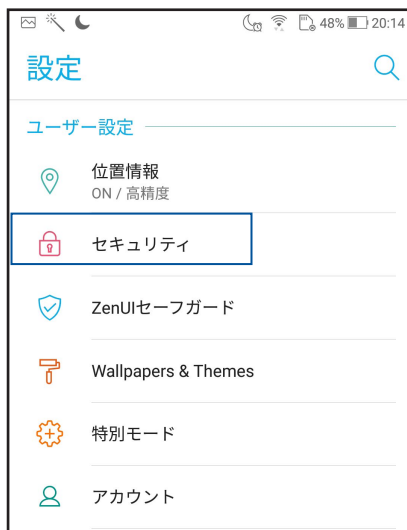 48% 20:14
設定
ユーザー設定
位置情報
ON / 高精度
セキュリティ
ZenUIセーフガード
Wallpapers & Themes
特別モード
アカウント